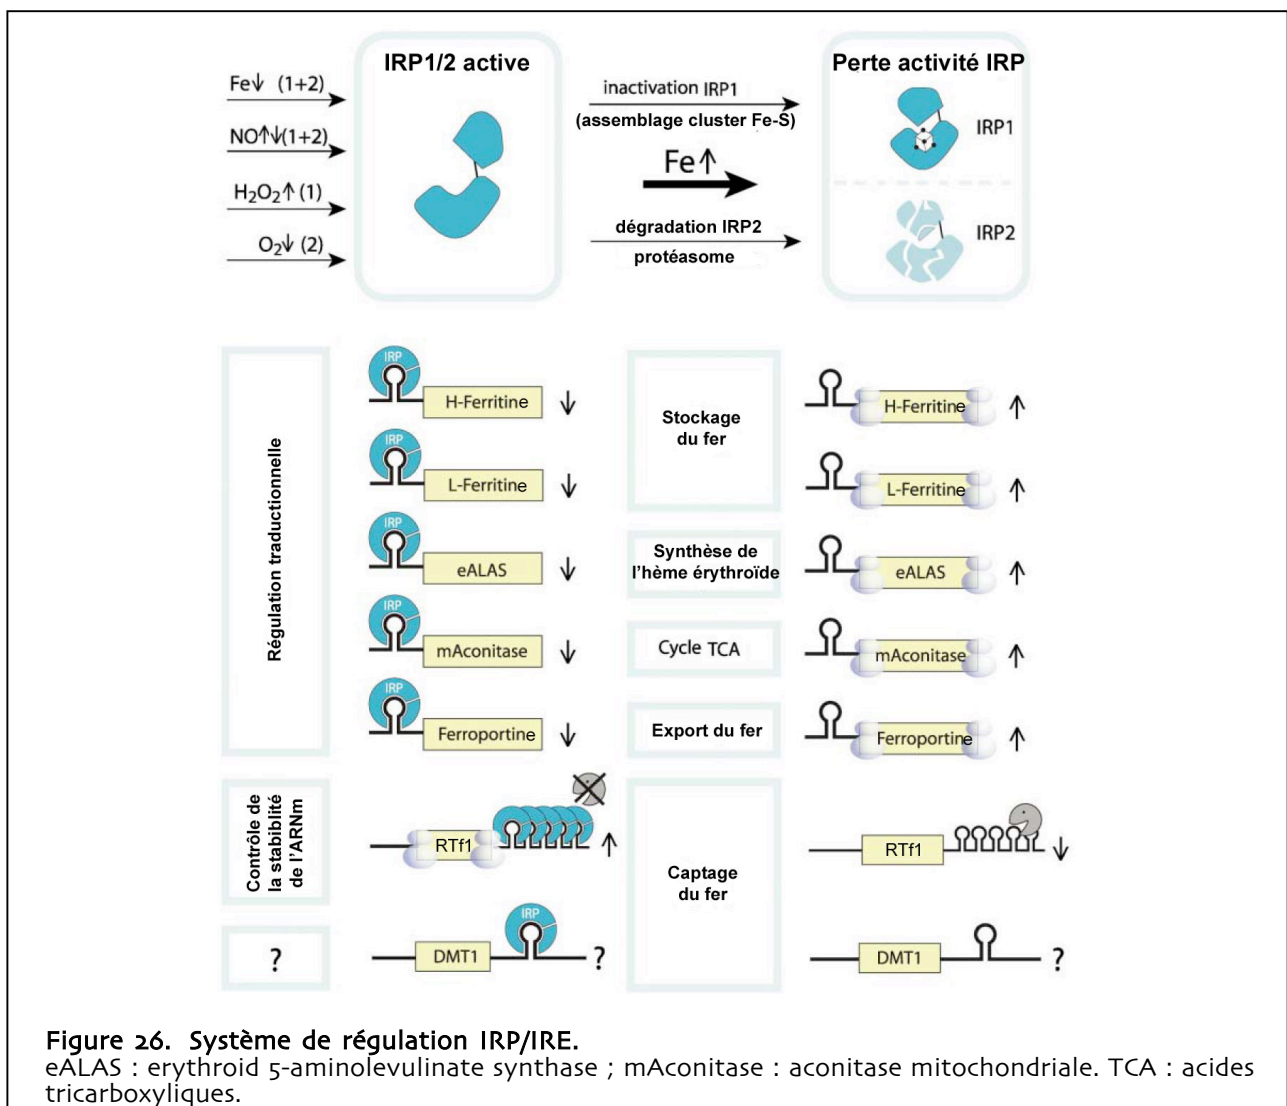 IRP1/2 active
Perte activité IRP
Fe↓ (1+2)
NO↑↓(1+2)
H₂O₂↑ (1)
O₂↓ (2)
inactivation IRP1
(assemblage cluster Fe-S)
Fe↑
dégradation IRP2
protéasome
IRP1
IRP2
Régulation traductionnelle
IRP
H-Ferritine ↓
Stockage
du fer
H-Ferritine ↑
IRP
L-Ferritine ↓
L-Ferritine ↑
IRP
eALAS ↓
Synthèse de
l'hème érythroïde
eALAS ↑
IRP
mAconitase ↓
Cycle TCA
mAconitase ↑
IRP
Ferroportine ↓
Export du fer
Ferroportine ↑
Contrôle de
la stabiblité
de l'ARNm
RTf1 ↑
Captage
du fer
RTf1 ↓
?
IRP
DMT1 ?
DMT1 ?
Figure 26. Système de régulation IRP/IRE.
eALAS : erythroid 5-aminolevulinate synthase ; mAconitase : aconitase mitochondriale. TCA : acides
tricarboxyliques.